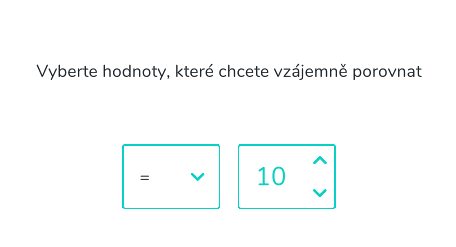 Vyberte hodnoty, které chcete vzájemně porovnat
= 10